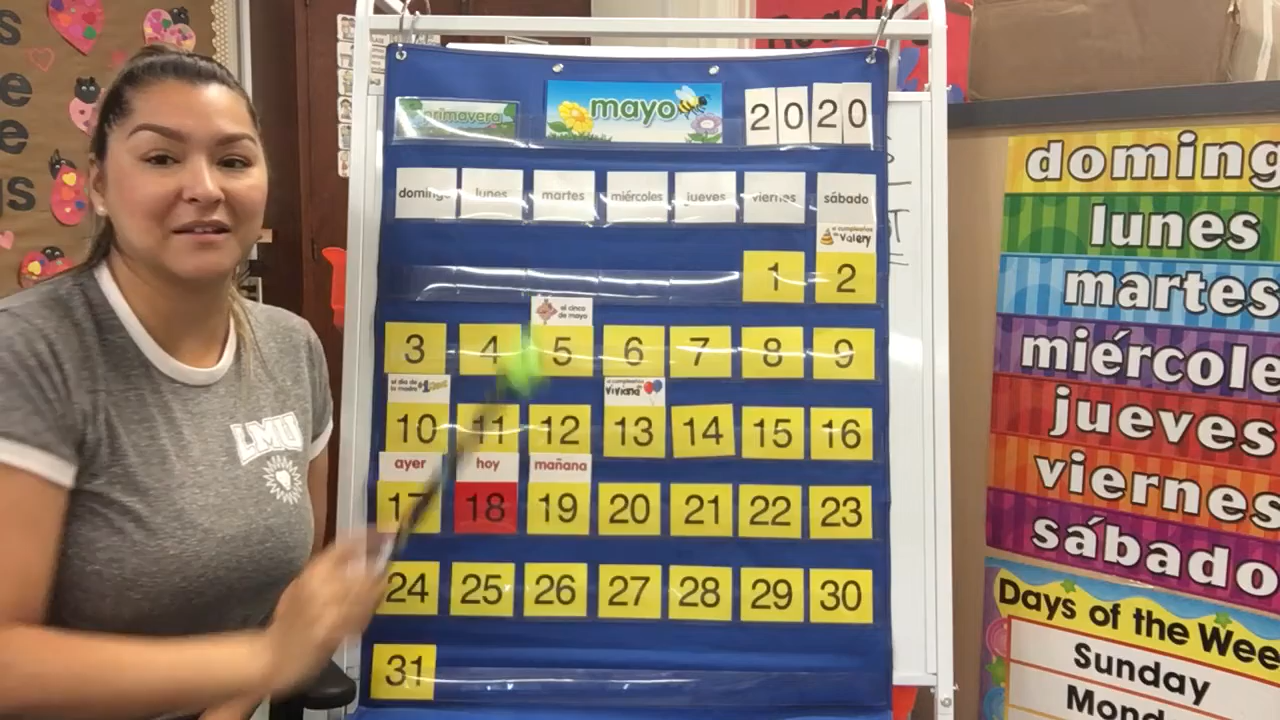 primavera
mayo
2020
domingo lunes martes miércoles jueves viernes sábado
el cumpleaños
de Valery
1 2
el cinco
de mayo
3 4 5 6 7 8 9
el día de
la madre #1
el cumpleaños
Viviana
10 11 12 13 14 15 16
ayer hoy mañana
17 18 19 20 21 22 23
24 25 26 27 28 29 30
31
LMU
doming
lunes
martes
miércole
jueves
viernes
sábado
Days of the Wee
Sunday
Mond